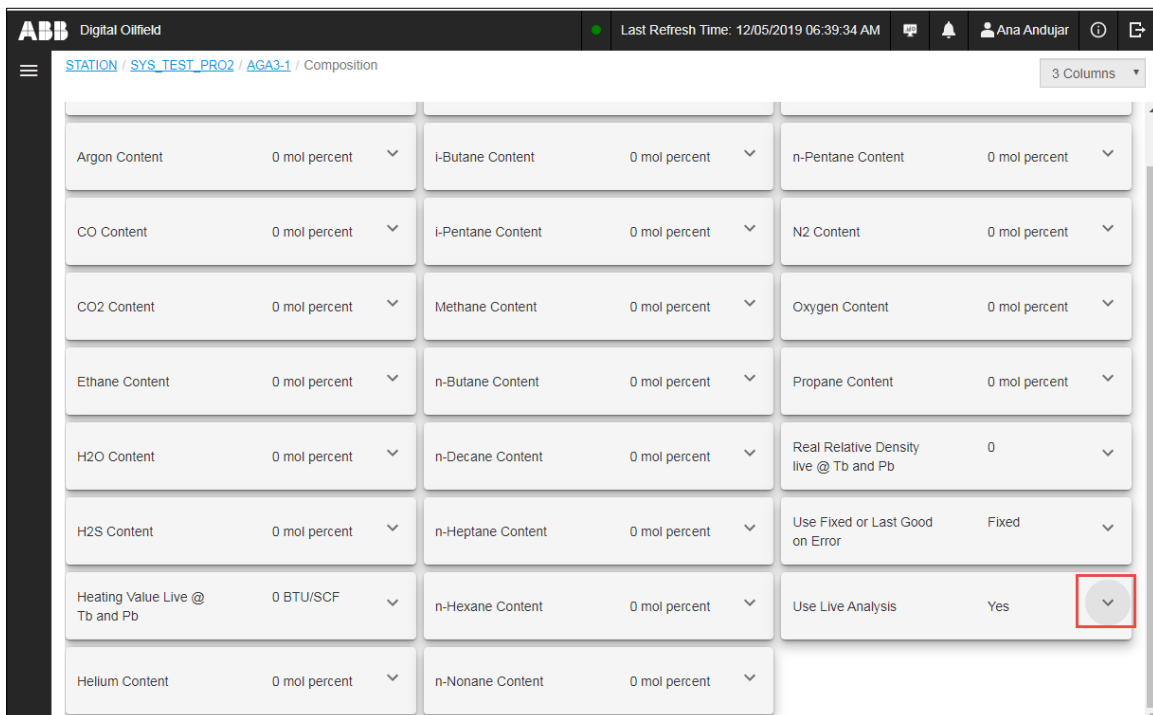 ABB Digital Oilfield Last Refresh Time: 12/05/2019 06:39:34 AM Ana Andujar
STATION / SYS_TEST_PRO2 / AGA3-1 / Composition
3 Columns
Argon Content 0 mol percent
i-Butane Content 0 mol percent
n-Pentane Content 0 mol percent
CO Content 0 mol percent
i-Pentane Content 0 mol percent
N2 Content 0 mol percent
CO2 Content 0 mol percent
Methane Content 0 mol percent
Oxygen Content 0 mol percent
Ethane Content 0 mol percent
n-Butane Content 0 mol percent
Propane Content 0 mol percent
H2O Content 0 mol percent
n-Decane Content 0 mol percent
Real Relative Density 0
live @ Tb and Pb
H2S Content 0 mol percent
n-Heptane Content 0 mol percent
Use Fixed or Last Good Fixed
on Error
Heating Value Live @ 0 BTU/SCF
Tb and Pb
n-Hexane Content 0 mol percent
Use Live Analysis Yes
Helium Content 0 mol percent
n-Nonane Content 0 mol percent